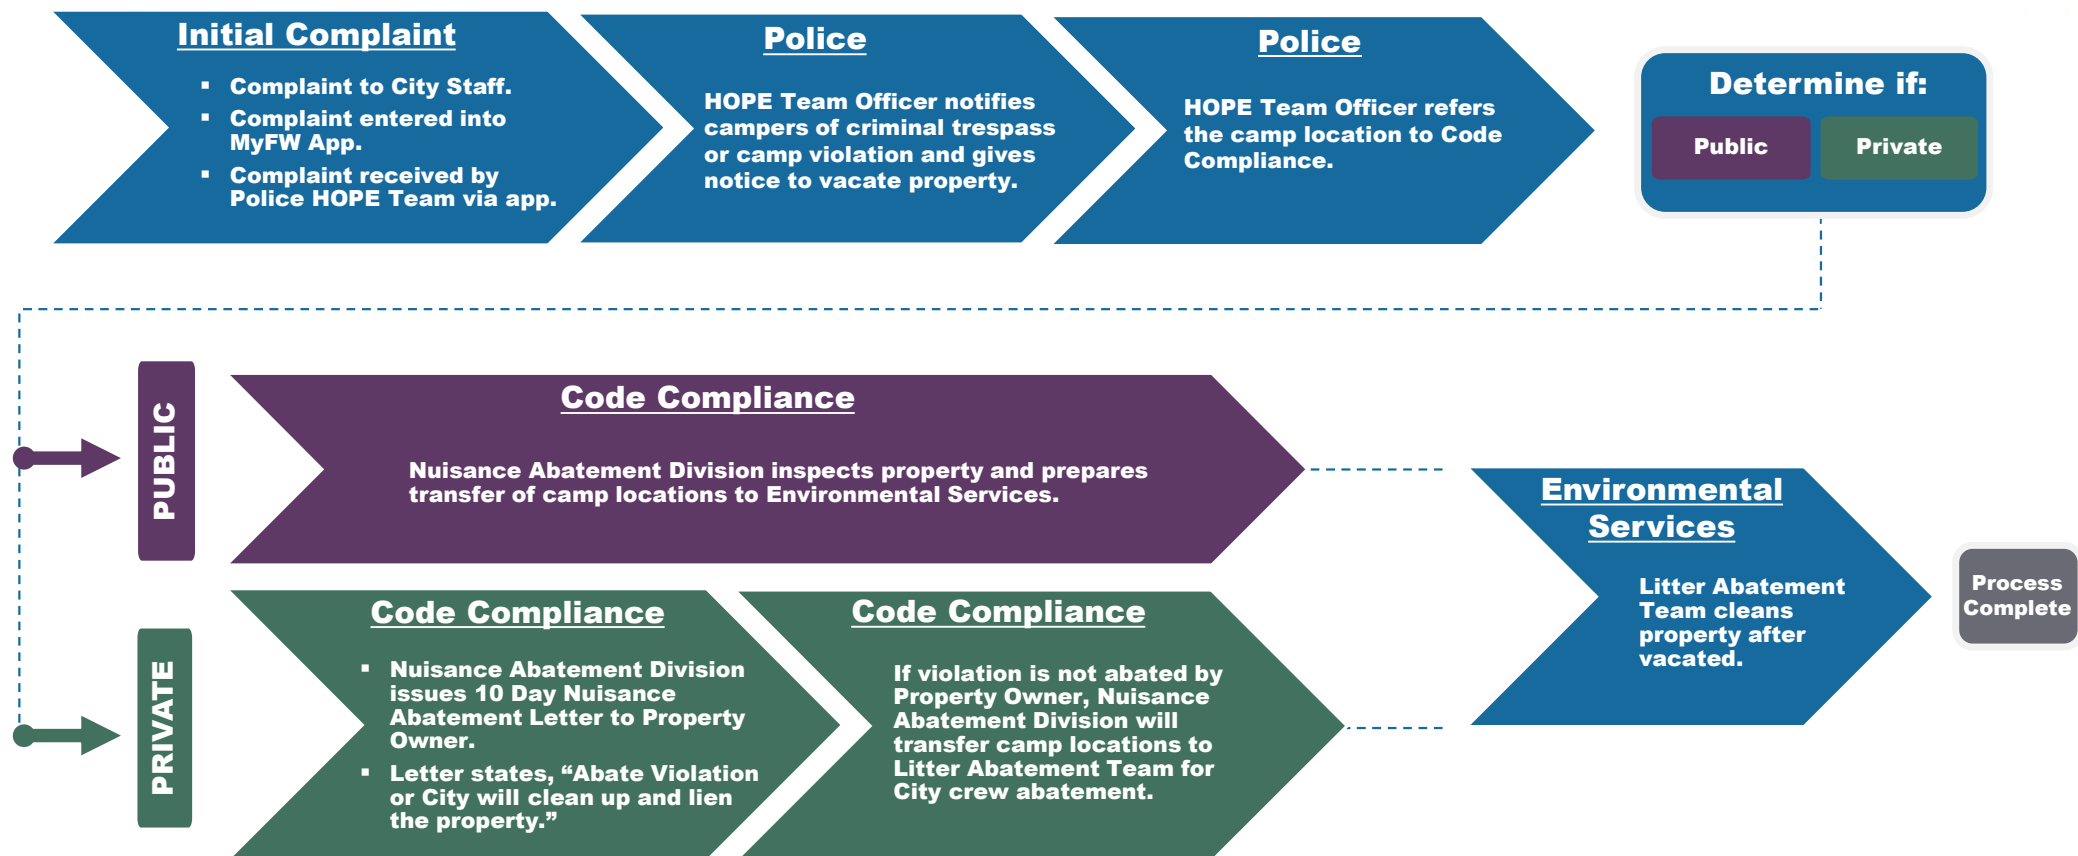 Initial Complaint
▪ Complaint to City Staff.
▪ Complaint entered into
MyFW App.
▪ Complaint received by
Police HOPE Team via app.
Police
HOPE Team Officer notifies
campers of criminal trespass
or camp violation and gives
notice to vacate property.
Police
HOPE Team Officer refers
the camp location to Code
Compliance.
Determine if:
Public
Private
PUBLIC
Code Compliance
Nuisance Abatement Division inspects property and prepares
transfer of camp locations to Environmental Services.
PRIVATE
Code Compliance
▪ Nuisance Abatement Division
issues 10 Day Nuisance
Abatement Letter to Property
Owner.
▪ Letter states, “Abate Violation
or City will clean up and lien
the property.”
Code Compliance
If violation is not abated by
Property Owner, Nuisance
Abatement Division will
transfer camp locations to
Litter Abatement Team for
City crew abatement.
Environmental
Services
Litter Abatement
Team cleans
property after
vacated.
Process
Complete